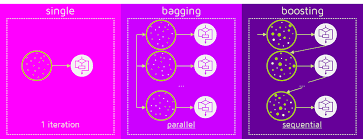 single
bagging
boosting
...
...
1 iteration
parallel
sequential